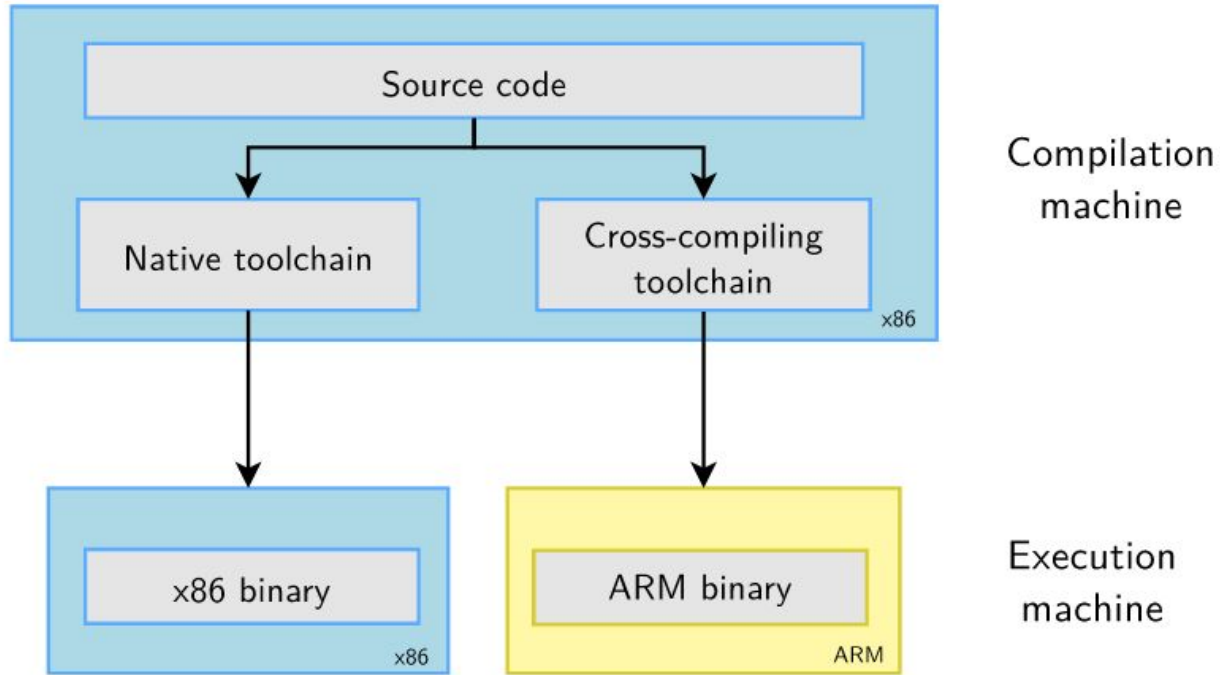 Source code
Compilation
machine
Native toolchain
Cross-compiling
toolchain
x86
x86 binary
x86
ARM binary
ARM
Execution
machine